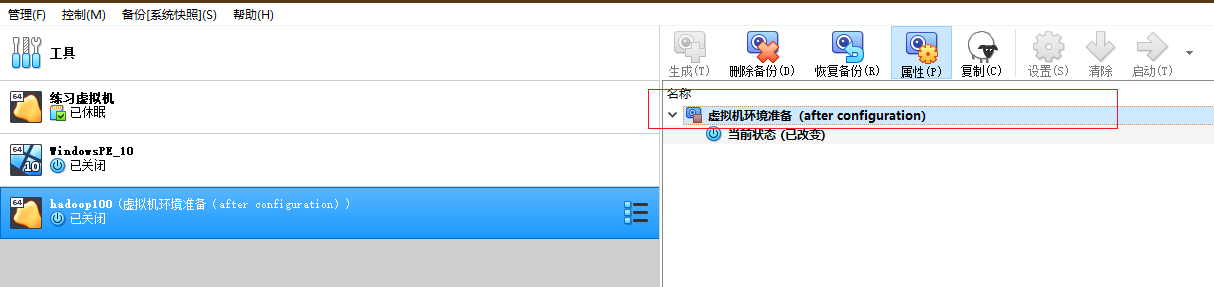 管理(F) 控制(M) 备份[系统快照](S) 帮助(H)
工具
生成(T) 删除备份(D) 恢复备份(R) 属性(P) 复制(C) 设置(S) 清除 启动(T)
名称
64 练习虚拟机
已休眠
虚拟机环境准备（after configuration)
当前状态 (已改变)
64 10 WindowsPE_10
已关闭
64 hadoop100 (虚拟机环境准备（after configuration）)
已关闭